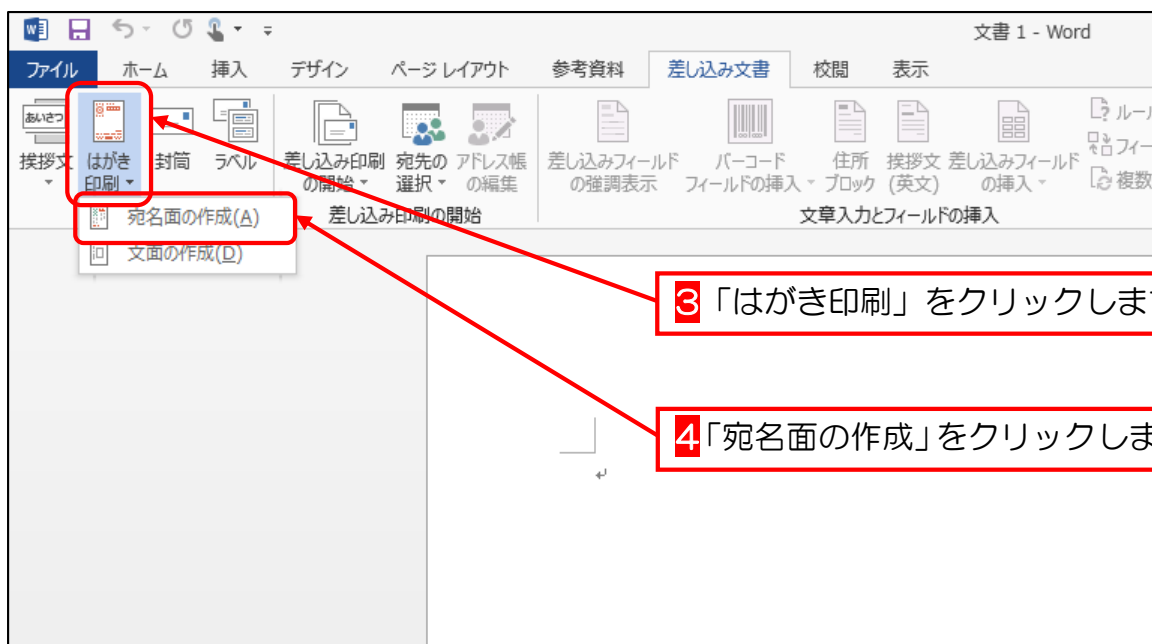 文書 1 - Word
ファイル ホーム 挿入 デザイン ページ レイアウト 参考資料 差し込み文書 校閲 表示
あいさつ
挨拶文 はがき 封筒 ラベル 差し込み印刷 宛先の アドレス帳 差し込みフィールド バーコード 住所 挨拶文 差し込みフィールド ルール
印刷 の開始 選択 の編集 の強調表示 フィールドの挿入 ブロック (英文) の挿入 フィー 複数
宛名面の作成(A) 差し込み印刷の開始 文章入力とフィールドの挿入
文面の作成(D)
3「はがき印刷」をクリックしま
4「宛名面の作成」をクリックしま